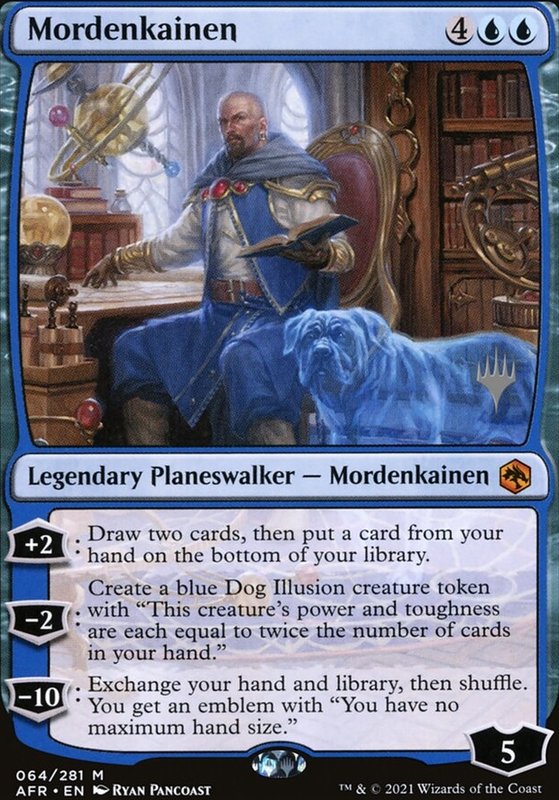 Mordenkainen 4
Legendary Planeswalker — Mordenkainen
+2 : Draw two cards, then put a card from your
hand on the bottom of your library.
Create a blue Dog Illusion creature token
−2 : with “This creature’s power and toughness
are each equal to twice the number of cards
in your hand.”
−10 : Exchange your hand and library, then shuffle.
You get an emblem with “You have no
maximum hand size.”
5
064/281 M
AFR • EN Ryan Pancoast
™ & © 2021 Wizards of the Coast